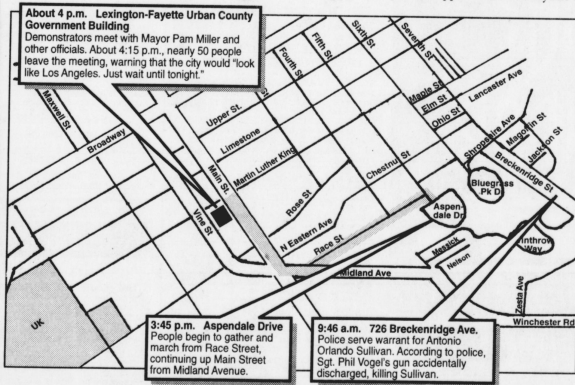 About 4 p.m. Lexington-Fayette Urban County
Government Building
Demonstrators meet with Mayor Pam Miller and
other officials. About 4:15 p.m., nearly 50 people
leave the meeting, warning that the city would "look
like Los Angeles. Just wait until tonight."
Maxwell St
Broadway
Upper St.
Limestone
Martin Luther King
Main St.
Vine St
Fourth St
Fifth St
Sixth St
Seventh St
Maple St
Elm St
Ohio St
Lancaster Ave
Shropshire Ave
Magoffin St
Jackson St
Breckenridge St
Chestnut St
Rose St
N Eastern Ave
Race St
Bluegrass
Pk Dr
Aspen-
dale Dr
Messick
Nelson
Winthrop
Way
Midland Ave
Zesta Ave
Winchester Rd
UK
3:45 p.m. Aspendale Drive
People begin to gather and
march from Race Street,
continuing up Main Street
from Midland Avenue.
9:46 a.m. 726 Breckenridge Ave.
Police serve warrant for Antonio
Orlando Sullivan. According to police,
Sgt. Phil Vogel's gun accidentally
discharged, killing Sullivan.